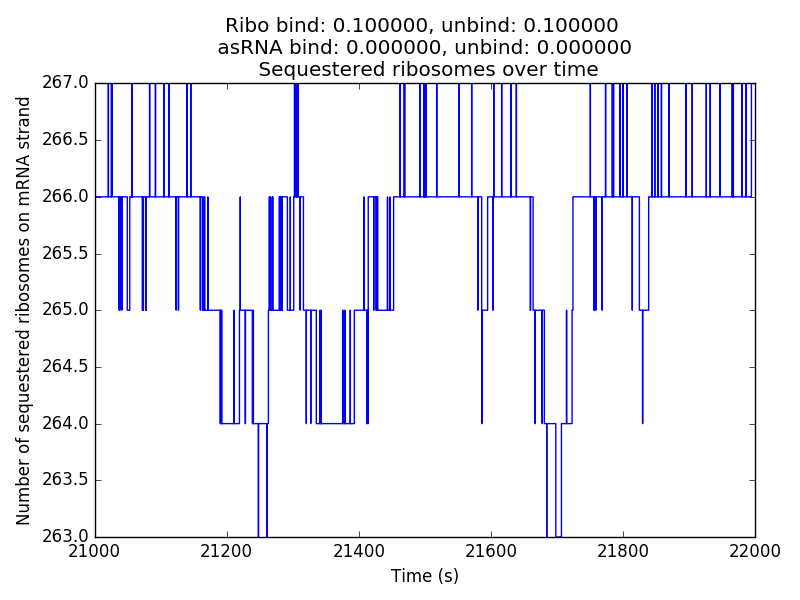 Ribo bind: 0.100000, unbind: 0.100000
asRNA bind: 0.000000, unbind: 0.000000
Sequestered ribosomes over time
Number of sequestered ribosomes on mRNA strand
267.0
266.5
266.0
265.5
265.0
264.5
264.0
263.5
263.0
21000 21200 21400 21600 21800 22000
Time (s)